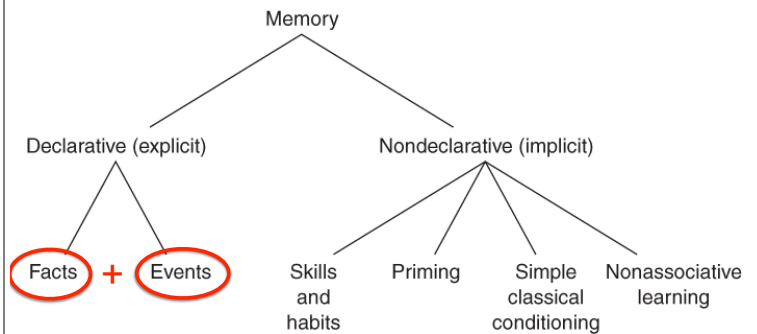 Memory
Declarative (explicit)
Nondeclarative (implicit)
Facts + Events
Skills
and
habits
Priming
Simple
classical
conditioning
Nonassociative
learning